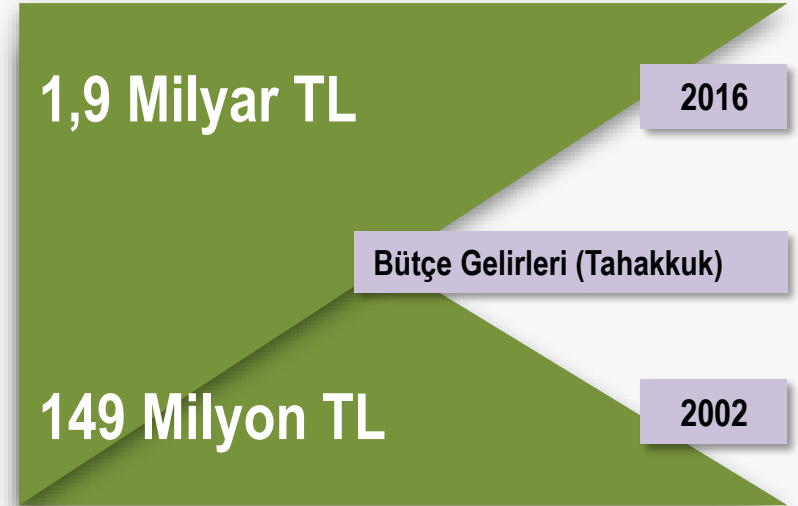 1,9 Milyar TL
2016
Bütçe Gelirleri (Tahakkuk)
149 Milyon TL
2002